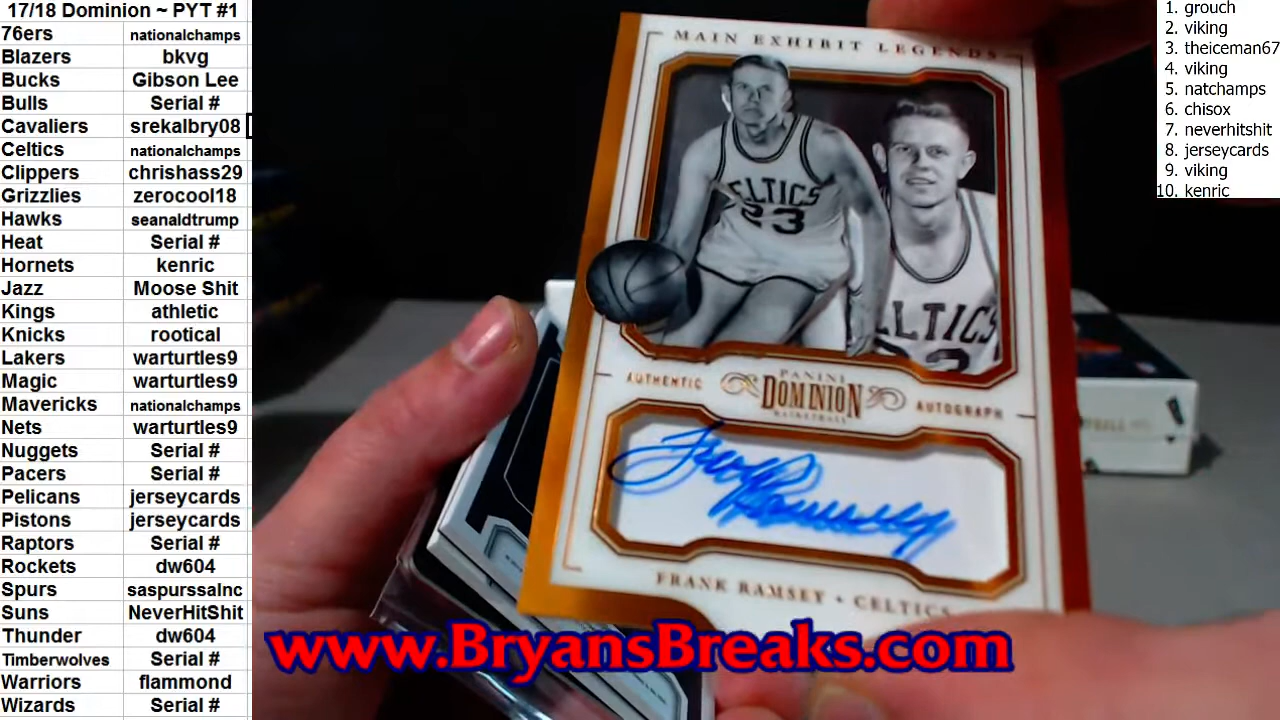 17/18 Dominion ~ PYT #1
76ers nationalchamps
Blazers bkvg
Bucks Gibson Lee
Bulls Serial #
Cavaliers srekalbry08
Celtics nationalchamps
Clippers chrishass29
Grizzlies zerocool18
Hawks seanaldtrump
Heat Serial #
Hornets kenric
Jazz Moose Shit
Kings athletic
Knicks rootical
Lakers warturtles9
Magic warturtles9
Mavericks nationalchamps
Nets warturtles9
Nuggets Serial #
Pacers Serial #
Pelicans jerseycards
Pistons jerseycards
Raptors Serial #
Rockets dw604
Spurs saspurssalnc
Suns NeverHitShit
Thunder dw604
Timberwolves Serial #
Warriors flammond
Wizards Serial #
MAIN EXHIBIT LEGENDS
CELTICS
23
ELTICS
23
AUTHENTIC
PANINI
DOMINION
BASKETBALL
AUTOGRAPH
Frank Ramsey
FRANK RAMSEY • CELTICS
www.BryansBreaks.com
1. grouch
2. viking
3. theiceman67
4. viking
5. natchamps
6. chisox
7. neverhitshit
8. jerseycards
9. viking
10. kenric